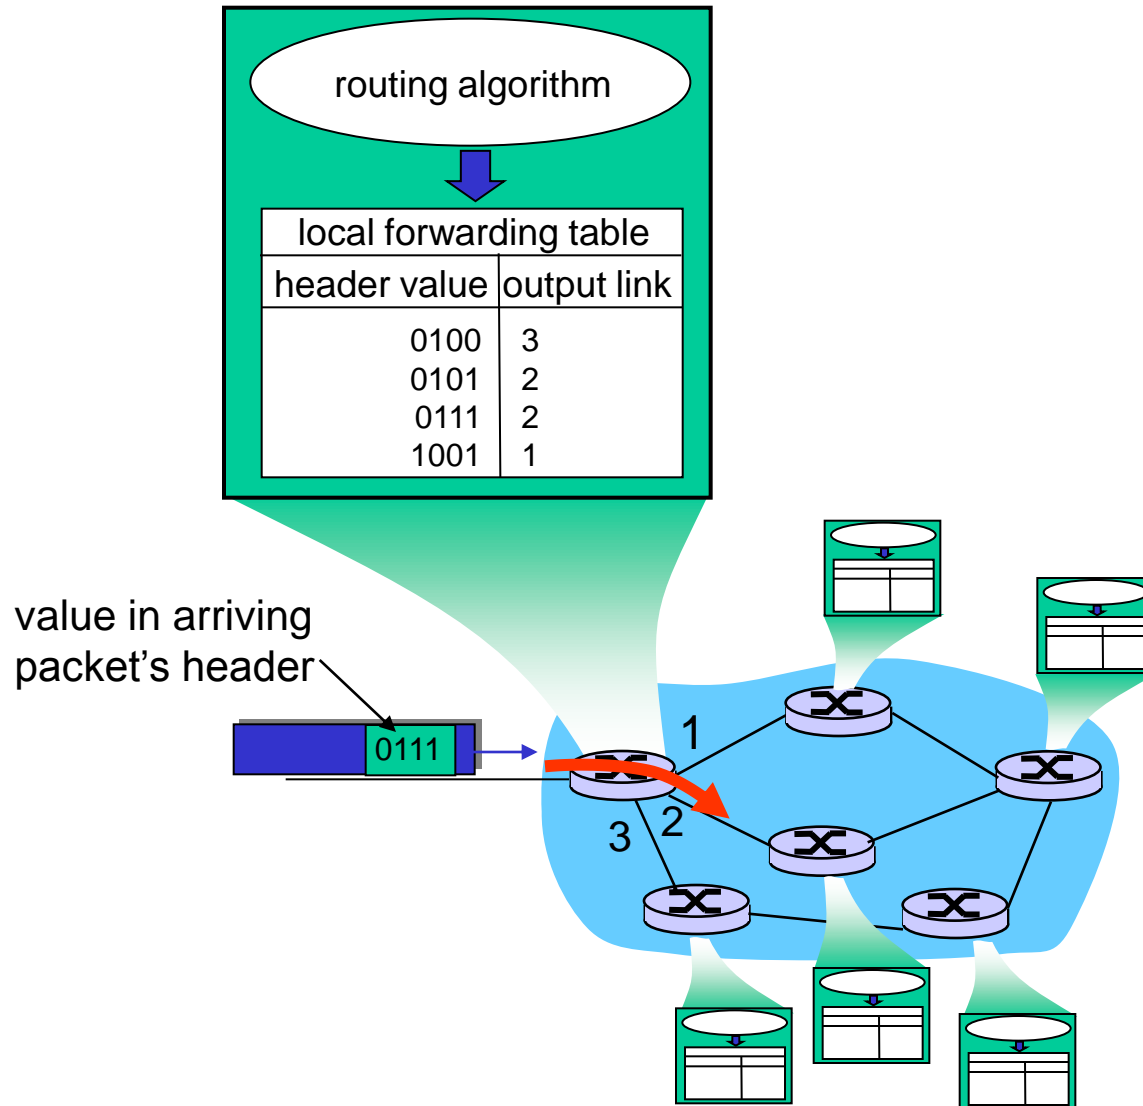 routing algorithm
local forwarding table
header value output link
0100 3
0101 2
0111 2
1001 1
value in arriving
packet’s header
0111
1
2
3